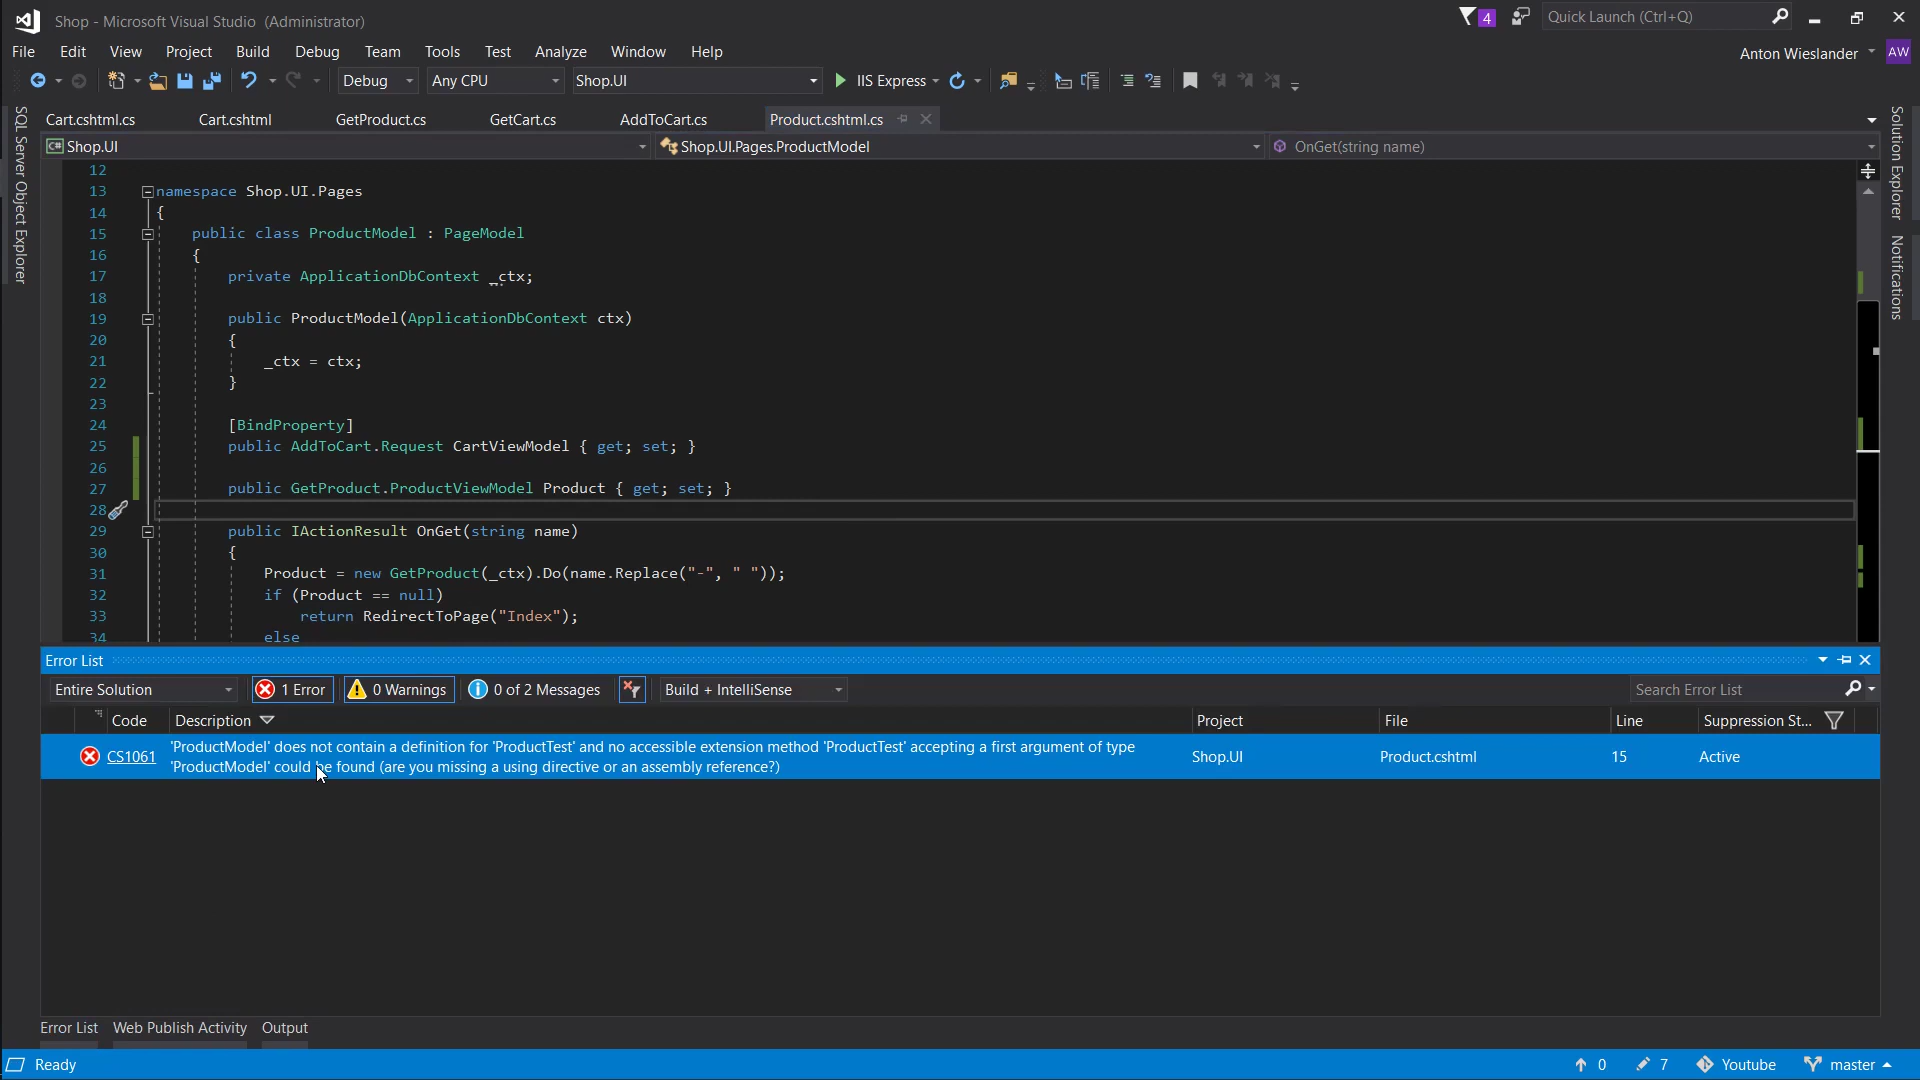 Shop - Microsoft Visual Studio (Administrator)
4
Quick Launch (Ctrl+Q)
File Edit View Project Build Debug Team Tools Test Analyze Window Help
Anton Wieslander AW
Debug Any CPU Shop.UI IIS Express
SQL Server Object Explorer
Cart.cshtml.cs Cart.cshtml GetProduct.cs GetCart.cs AddToCart.cs Product.cshtml.cs
Solution Explorer
Notifications
C# Shop.UI Shop.UI.Pages.ProductModel OnGet(string name)
12
13 namespace Shop.UI.Pages
14 {
15 public class ProductModel : PageModel
16 {
17 private ApplicationDbContext _ctx;
18
19 public ProductModel(ApplicationDbContext ctx)
20 {
21 _ctx = ctx;
22 }
23
24 [BindProperty]
25 public AddToCart.Request CartViewModel { get; set; }
26
27 public GetProduct.ProductViewModel Product { get; set; }
28
29 public IActionResult OnGet(string name)
30 {
31 Product = new GetProduct(_ctx).Do(name.Replace("-", " "));
32 if (Product == null)
33 return RedirectToPage("Index");
34 else
Error List
Entire Solution 1 Error 0 Warnings 0 of 2 Messages Build + IntelliSense Search Error List
Code Description Project File Line Suppression St...
CS1061 'ProductModel' does not contain a definition for 'ProductTest' and no accessible extension method 'ProductTest' accepting a first argument of type
'ProductModel' could be found (are you missing a using directive or an assembly reference?) Shop.UI Product.cshtml 15 Active
Error List Web Publish Activity Output
Ready 0 7 Youtube master